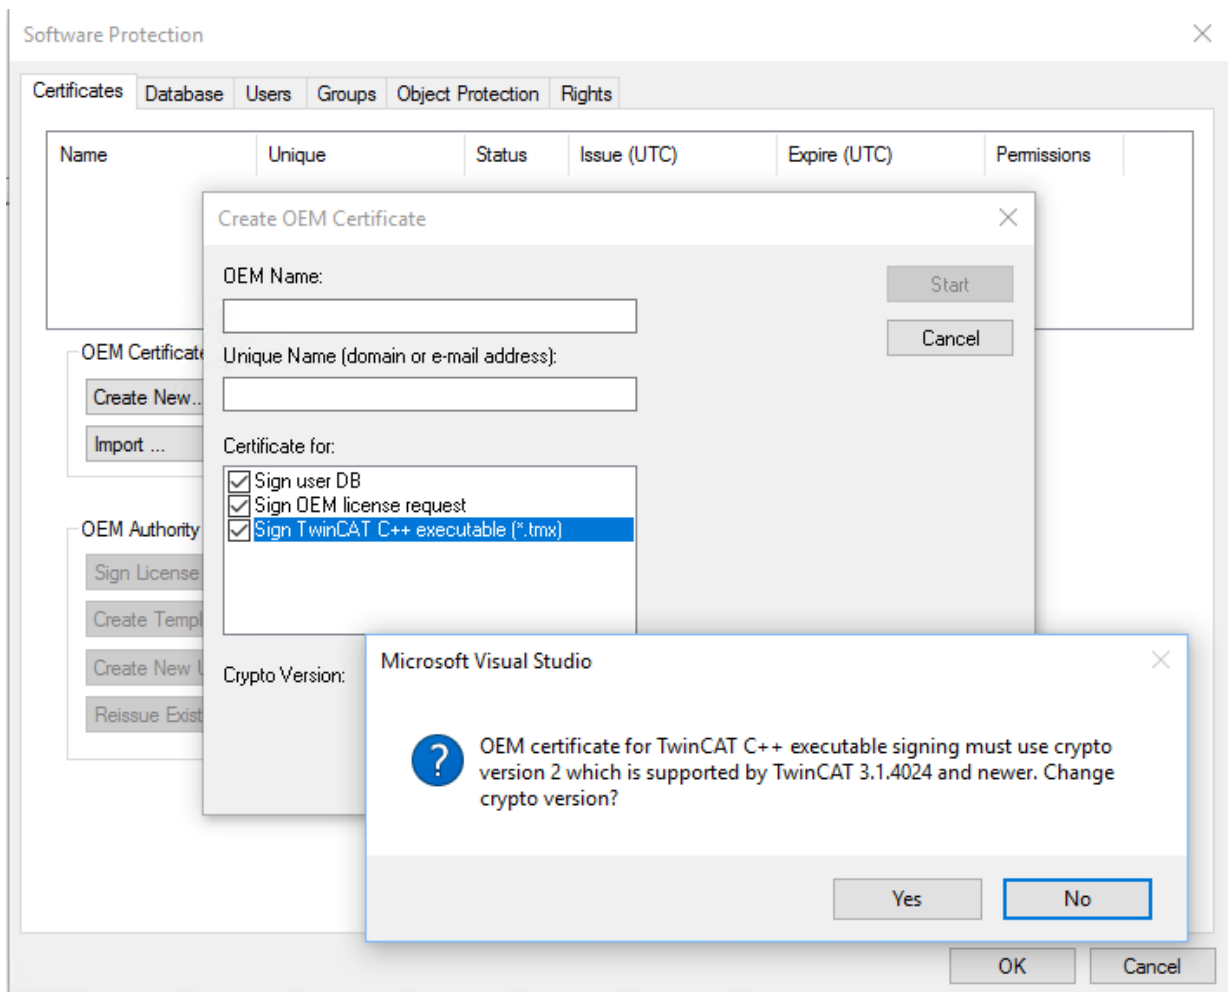 Software Protection
Certificates Database Users Groups Object Protection Rights
Name Unique Status Issue (UTC) Expire (UTC) Permissions
Create OEM Certificate
OEM Name:
Start
Cancel
OEM Certificate
Unique Name (domain or e-mail address):
Create New...
Import ...
Certificate for:
Sign user DB
Sign OEM license request
Sign TwinCAT C++ executable (*.tmx)
OEM Authority
Sign License
Create Templ
Create New U
Reissue Exist
Crypto Version:
Microsoft Visual Studio
OEM certificate for TwinCAT C++ executable signing must use crypto
version 2 which is supported by TwinCAT 3.1.4024 and newer. Change
crypto version?
Yes No
OK Cancel